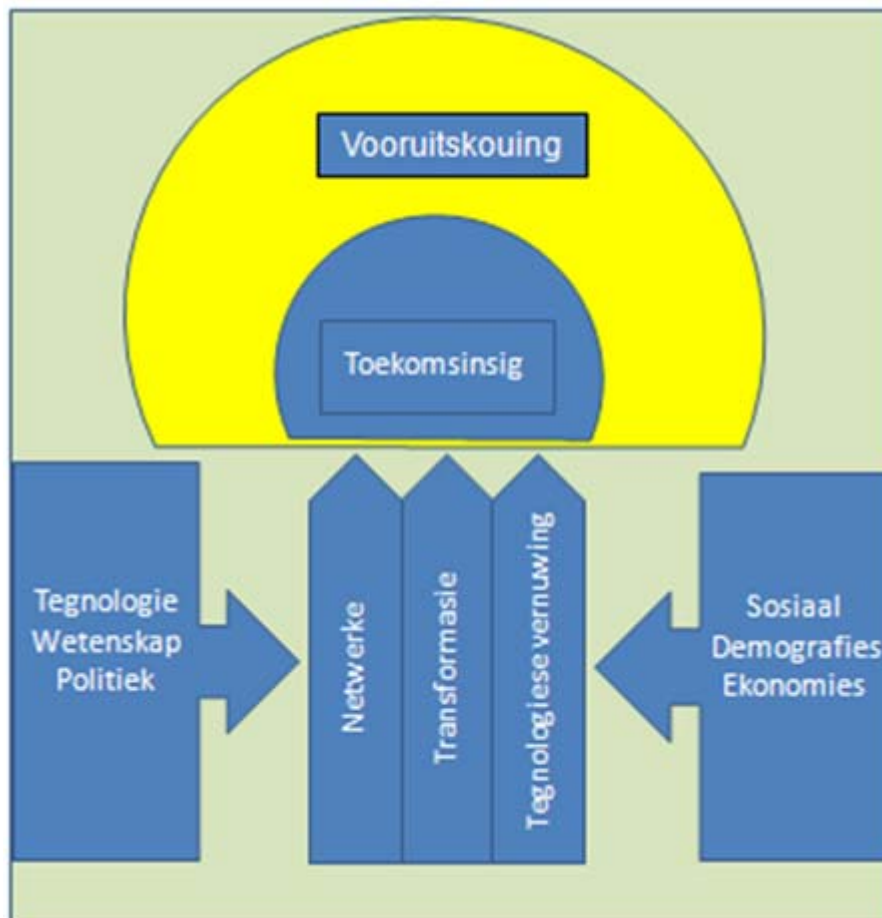 Vooruitskouing
Toekomsinsig
Tegnologie
Wetenskap
Politiek
Netwerke
Transformasie
Tegnologiese vernuwing
Sosiaal
Demografies
Ekonomies